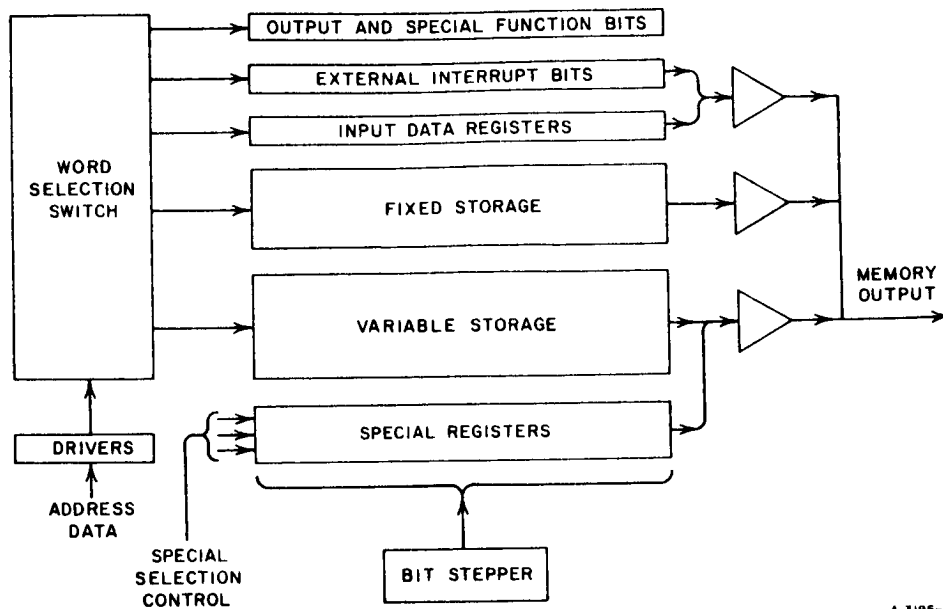 OUTPUT AND SPECIAL FUNCTION BITS
EXTERNAL INTERRUPT BITS
INPUT DATA REGISTERS
WORD
SELECTION
SWITCH
FIXED STORAGE
MEMORY
OUTPUT
VARIABLE STORAGE
SPECIAL REGISTERS
DRIVERS
ADDRESS
DATA
SPECIAL
SELECTION
CONTROL
BIT STEPPER